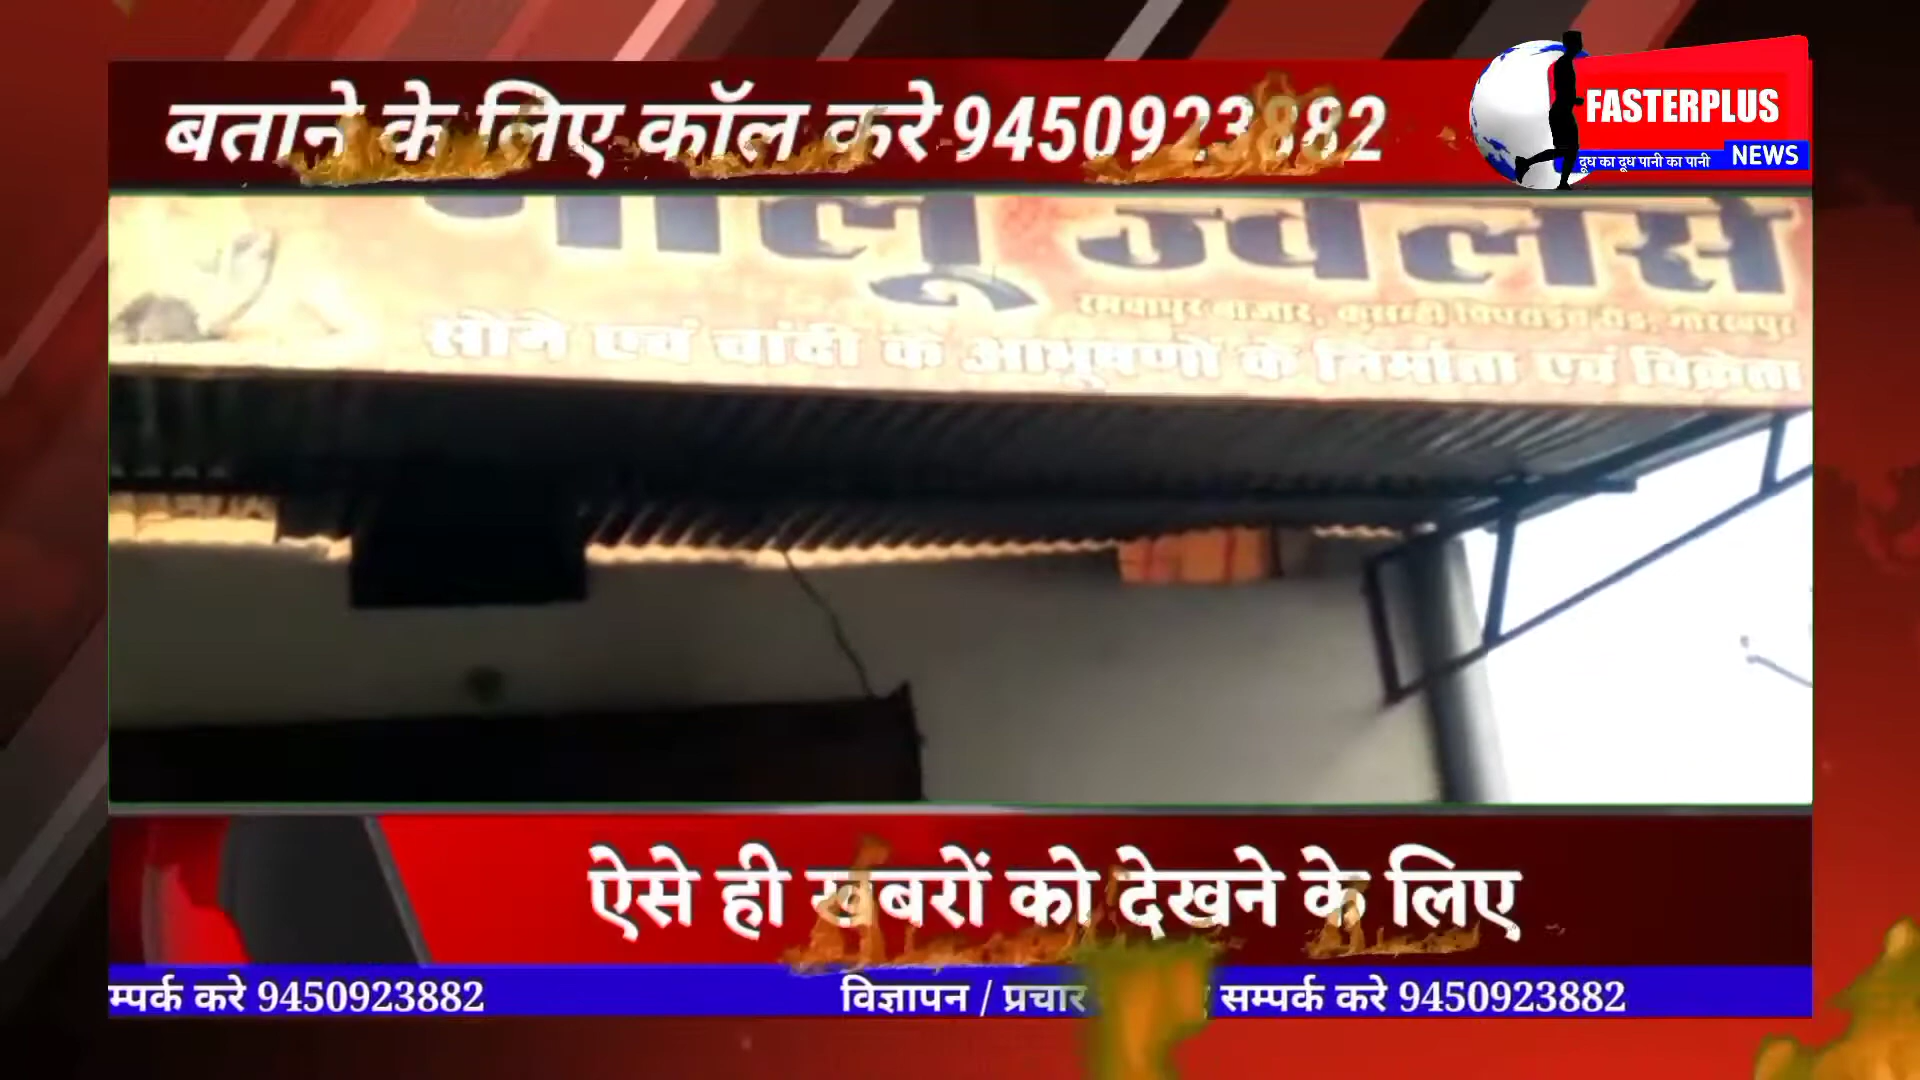 बताने के लिए कॉल करे 9450923882
FASTERPLUS
दूध का दूध पानी का पानी NEWS
ज्वेलर्स
सोने एवं चांदी के आभूषणों के निर्माता एवं विक्रेता
ऐसे ही खबरों को देखने के लिए
म्पर्क करे 9450923882 विज्ञापन / प्रचार सम्पर्क करे 9450923882